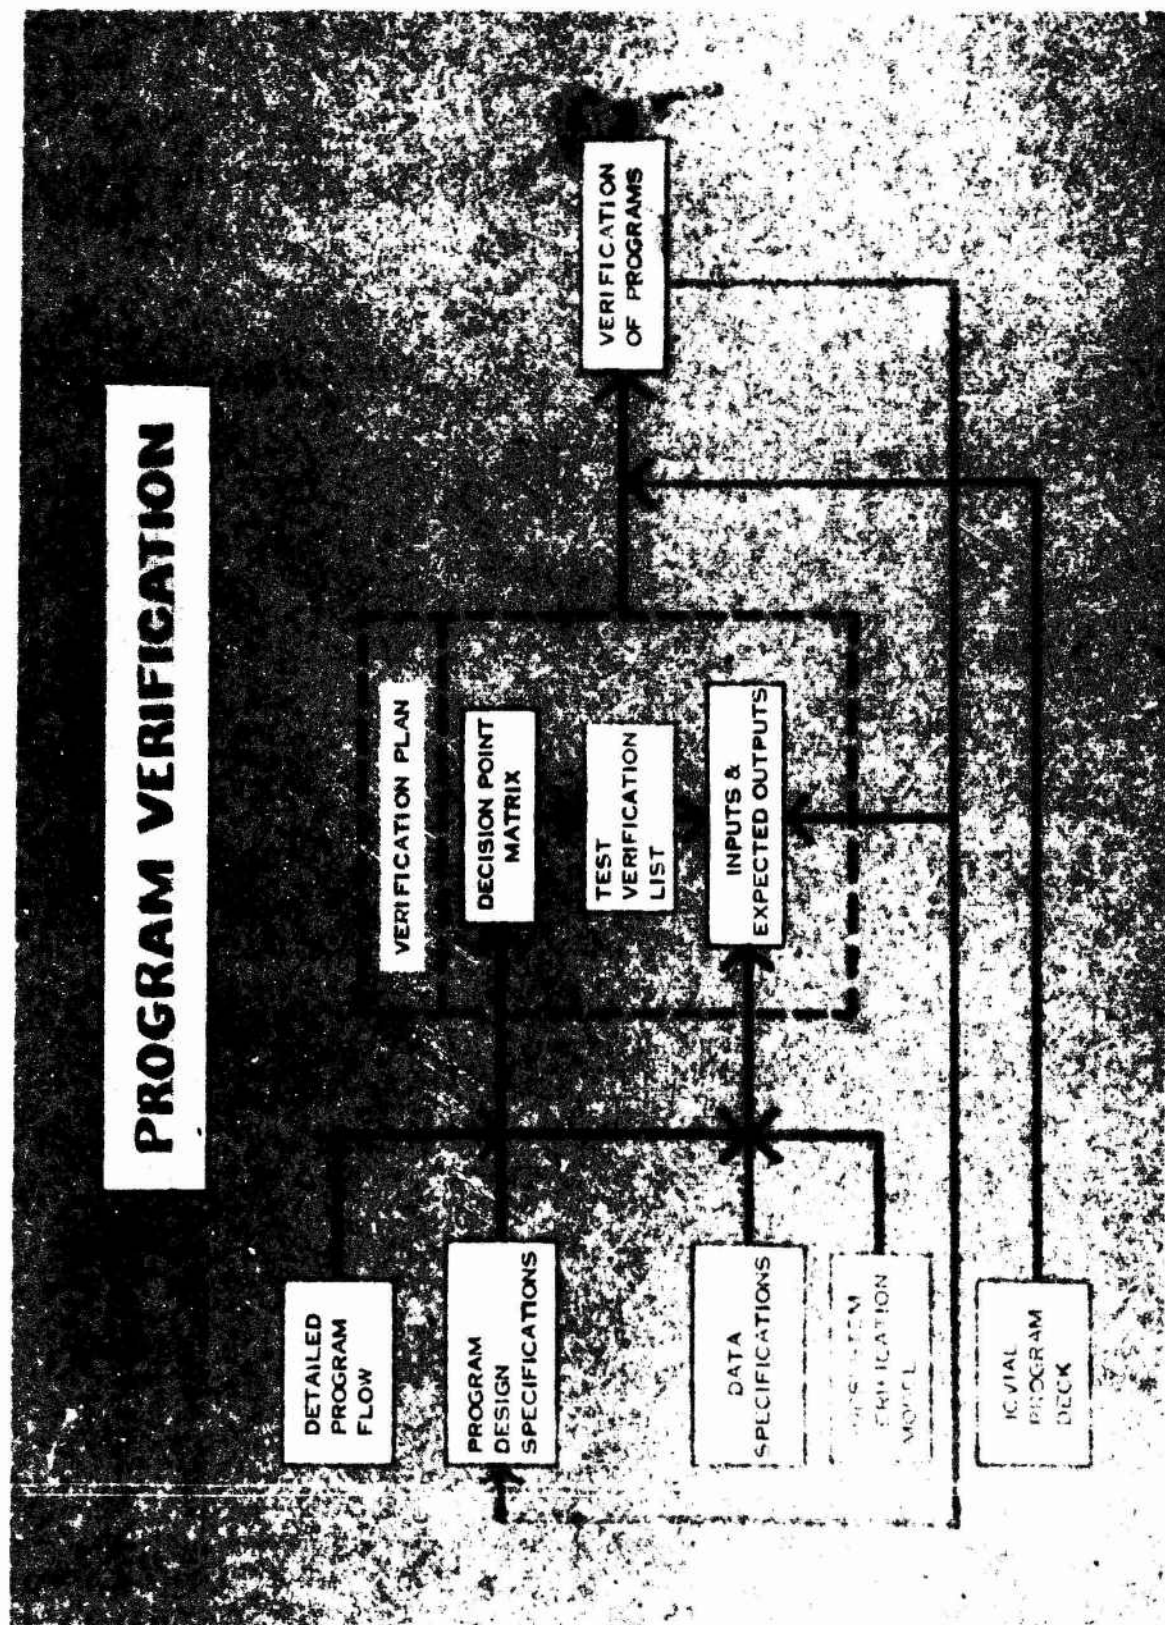 PROGRAM VERIFICATION
DETAILED
PROGRAM
FLOW
PROGRAM
DESIGN
SPECIFICATIONS
DATA
SPECIFICATIONS
MODEL
PROGRAM
DECK
VERIFICATION PLAN
DECISION POINT
MATRIX
TEST
VERIFICATION
LIST
INPUTS &
EXPECTED OUTPUTS
VERIFICATION
OF PROGRAMS